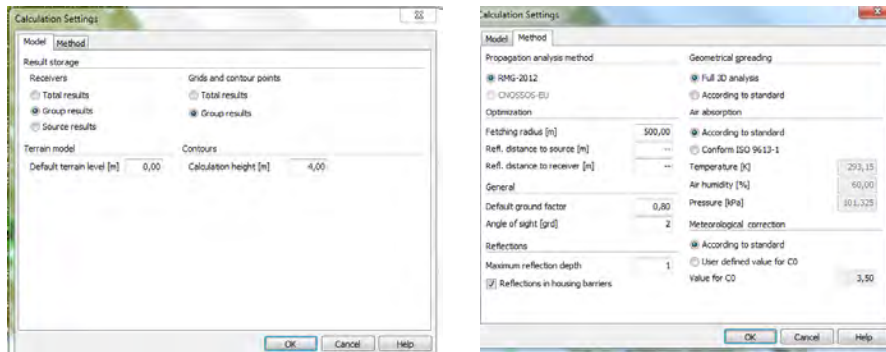 Calculation Settings
Model Method
Result storage
Receivers
Total results
Group results
Source results
Grids and contour points
Total results
Group results
Terrain model
Default terrain level [m] 0,00
Contours
Calculation height [m] 4,00
OK Cancel Help
Calculation Settings
Model Method
Propagation analysis method
RMG-2012
CNOSSOS-EU
Optimization
Fetching radius [m] 500,00
Refl. distance to source [m] --
Refl. distance to receiver [m] --
General
Default ground factor 0,80
Angle of sight [grd] 2
Reflections
Maximum reflection depth 1
Reflections in housing barriers
Geometrical spreading
Full 3D analysis
According to standard
Air absorption
According to standard
Conform ISO 9613-1
Temperature [K] 293,15
Air humidity [%] 60,00
Pressure [kPa] 101,325
Meteorological correction
According to standard
User defined value for C0
Value for C0 3,50
OK Cancel Help